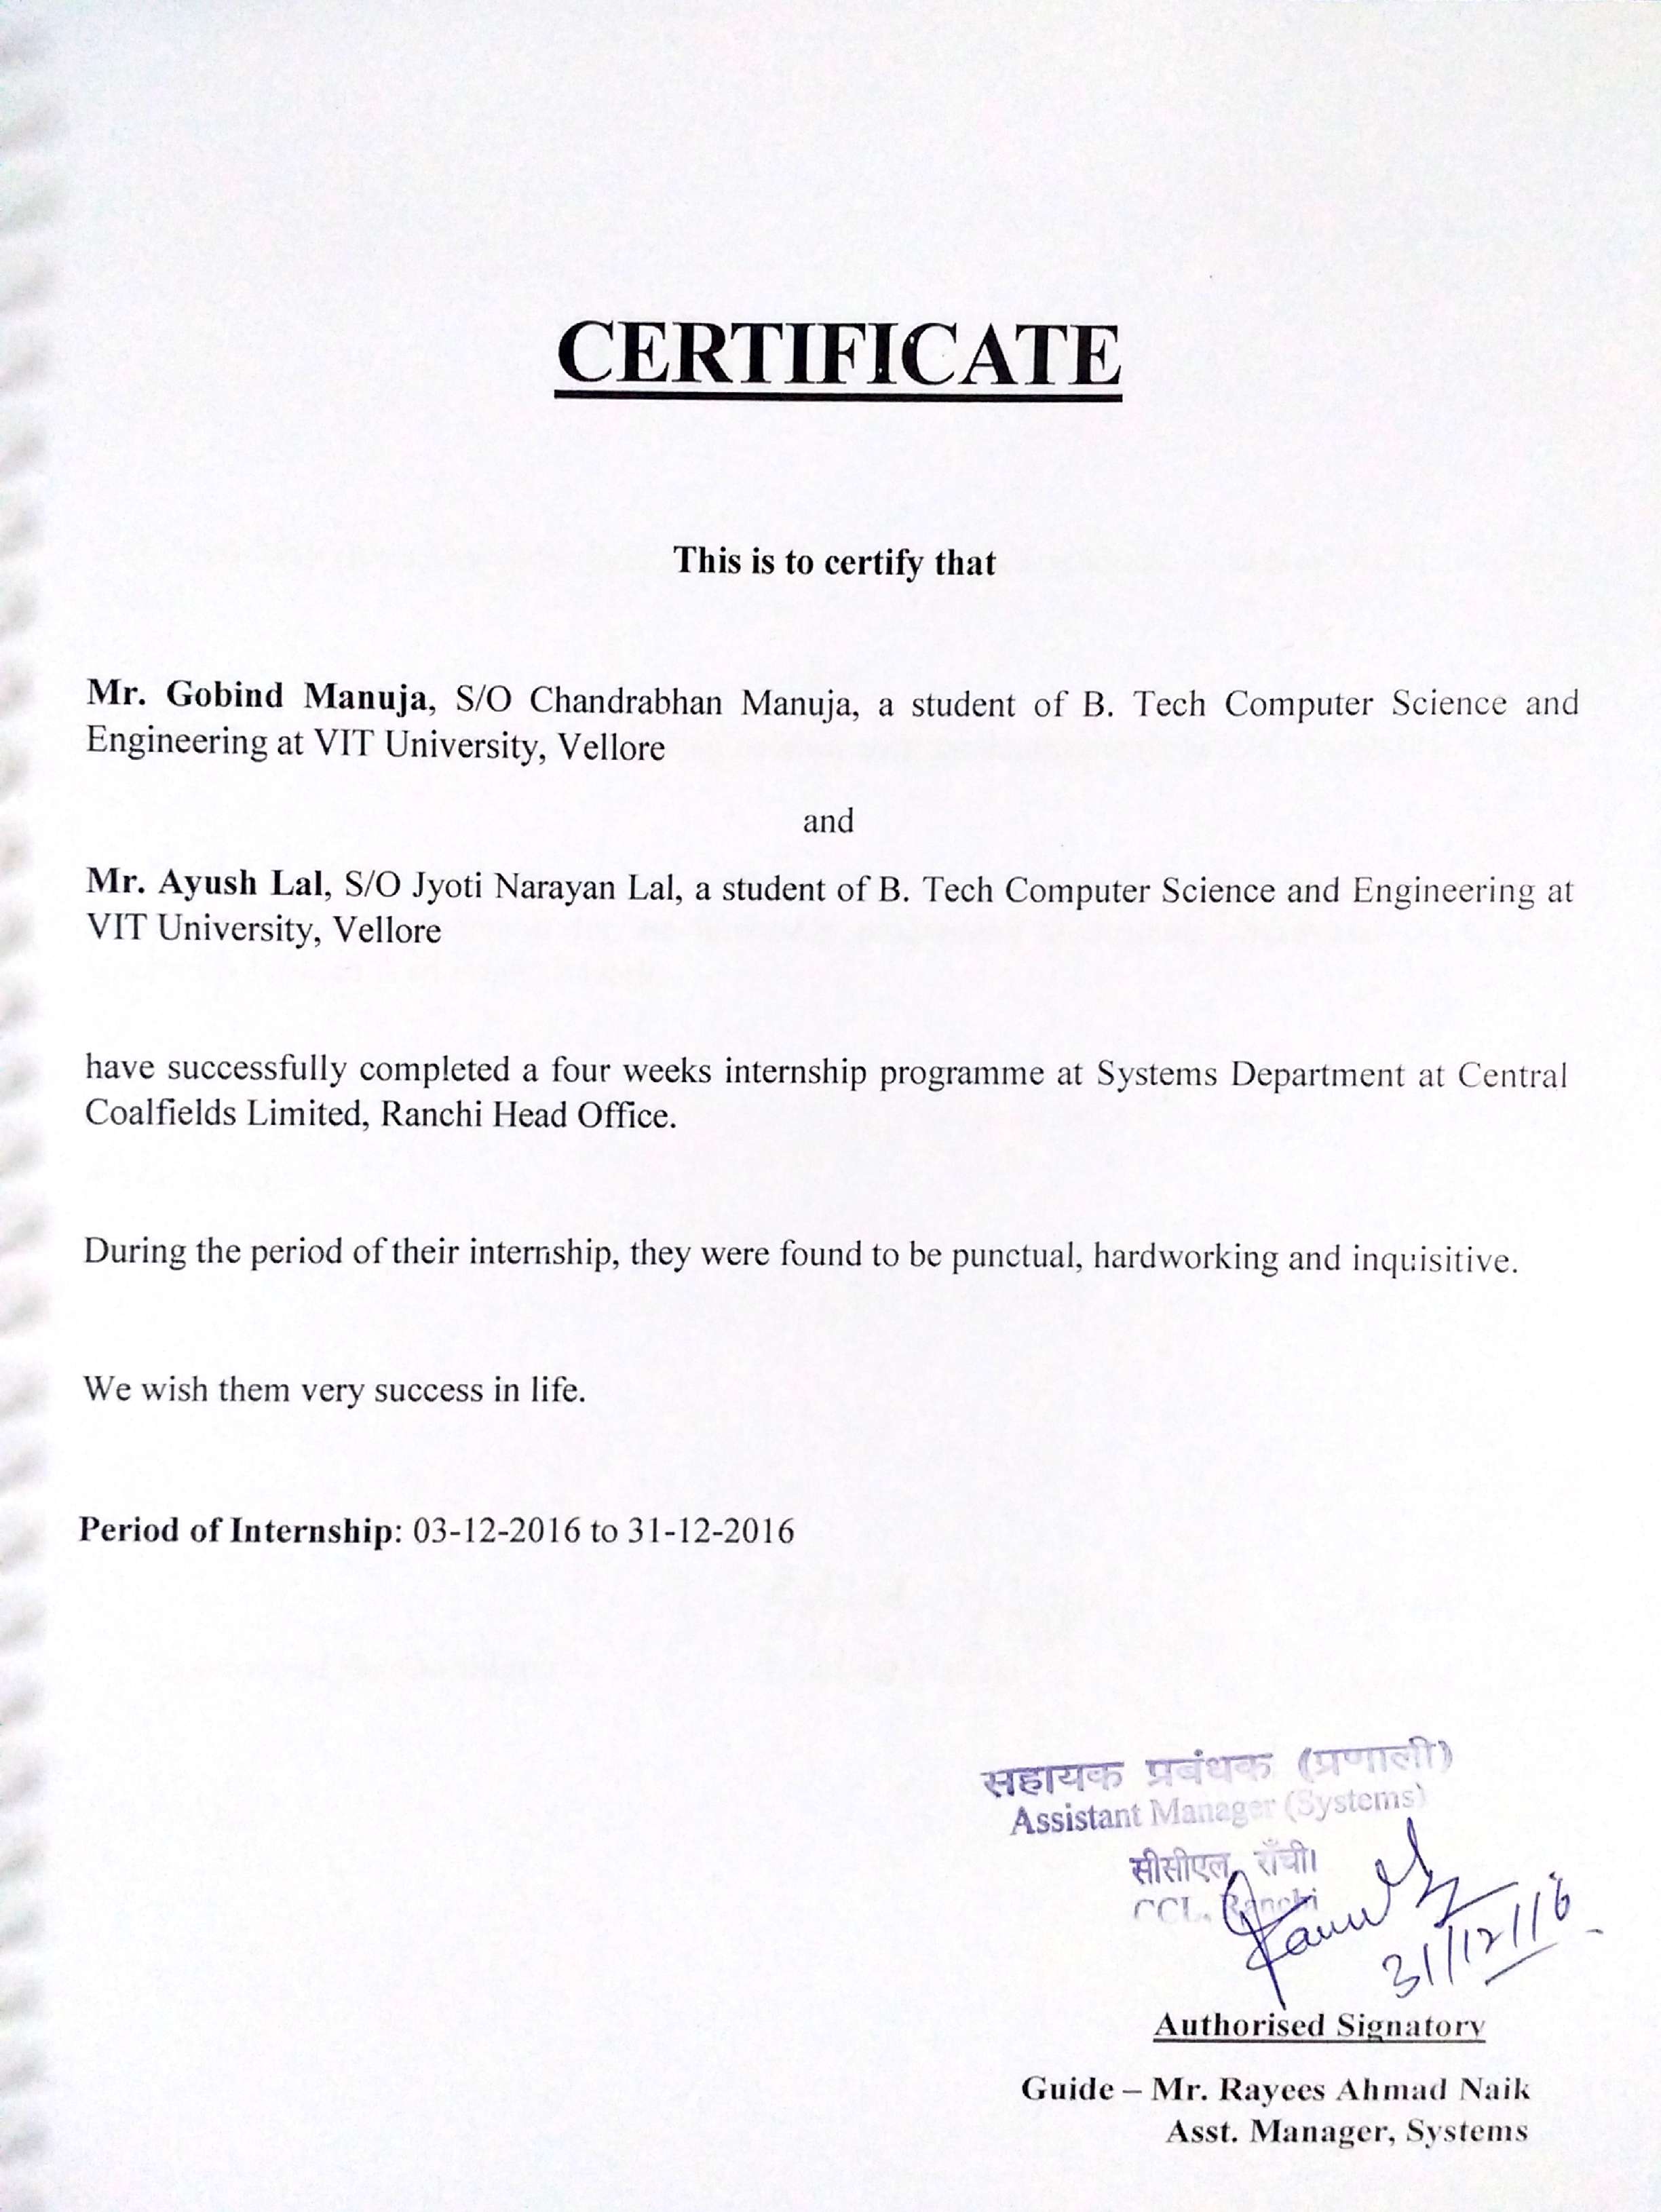 CERTIFICATE
This is to certify that
Mr. Gobind Manuja, S/O Chandrabhan Manuja, a student of B. Tech Computer Science and
Engineering at VIT University, Vellore
and
Mr. Ayush Lal, S/O Jyoti Narayan Lal, a student of B. Tech Computer Science and Engineering at
VIT University, Vellore
have successfully completed a four weeks internship programme at Systems Department at Central
Coalfields Limited, Ranchi Head Office.
During the period of their internship, they were found to be punctual, hardworking and inquisitive.
We wish them very success in life.
Period of Internship: 03-12-2016 to 31-12-2016
सहायक प्रबंधक (प्रणाली)
Assistant Manager (Systems)
सीसीएल, राँची।
CCL, Ranchi
31/12/16
Authorised Signatory
Guide – Mr. Rayees Ahmad Naik
Asst. Manager, Systems